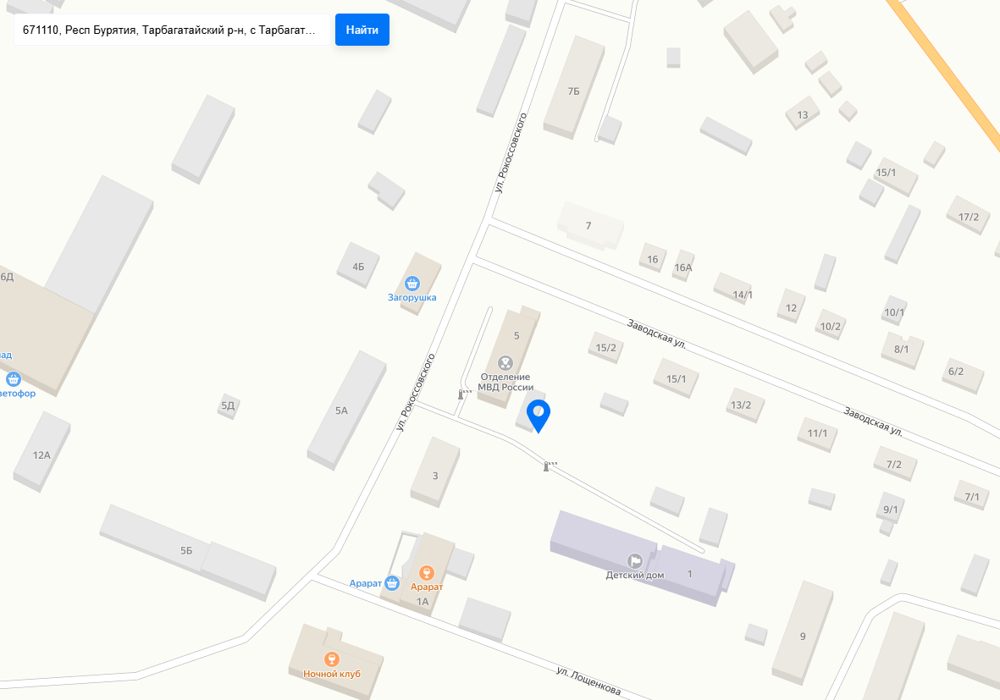 671110, Респ Бурятия, Тарбагатайский р-н, с Тарбагат...
Найти
7Б
13
ул. Рокоссовского
15/1
17/2
7
16
16А
4Б
Загорушка
6Д
14/1
12
10/2
10/1
8/1
6/2
Заводская ул.
5
15/2
15/1
Отделение
МВД России
ветофор
5Д
5А
ул. Рокоссовского
13/2
11/1
Заводская ул.
7/2
7/1
9/1
12А
3
5Б
Арарат
Арарат
1А
Детский дом
1
9
Ночной клуб
ул. Лощенкова